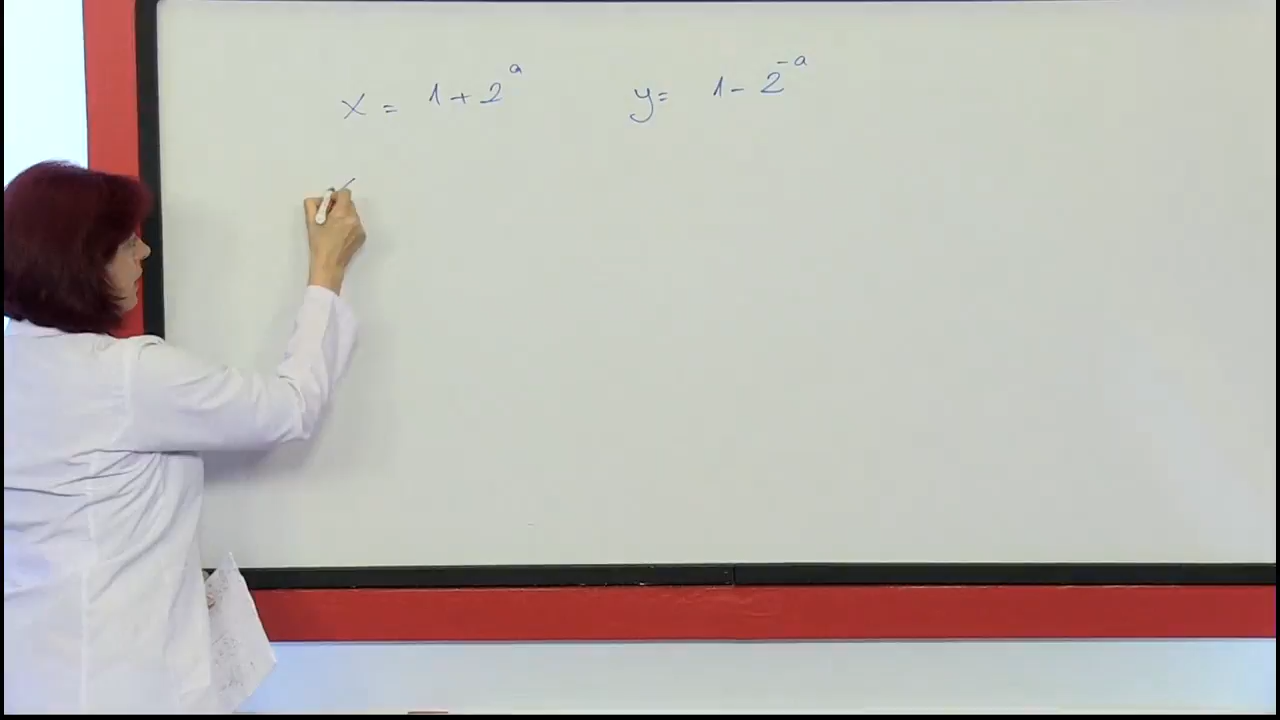 x = 1 + 2^a y = 1 - 2^-a